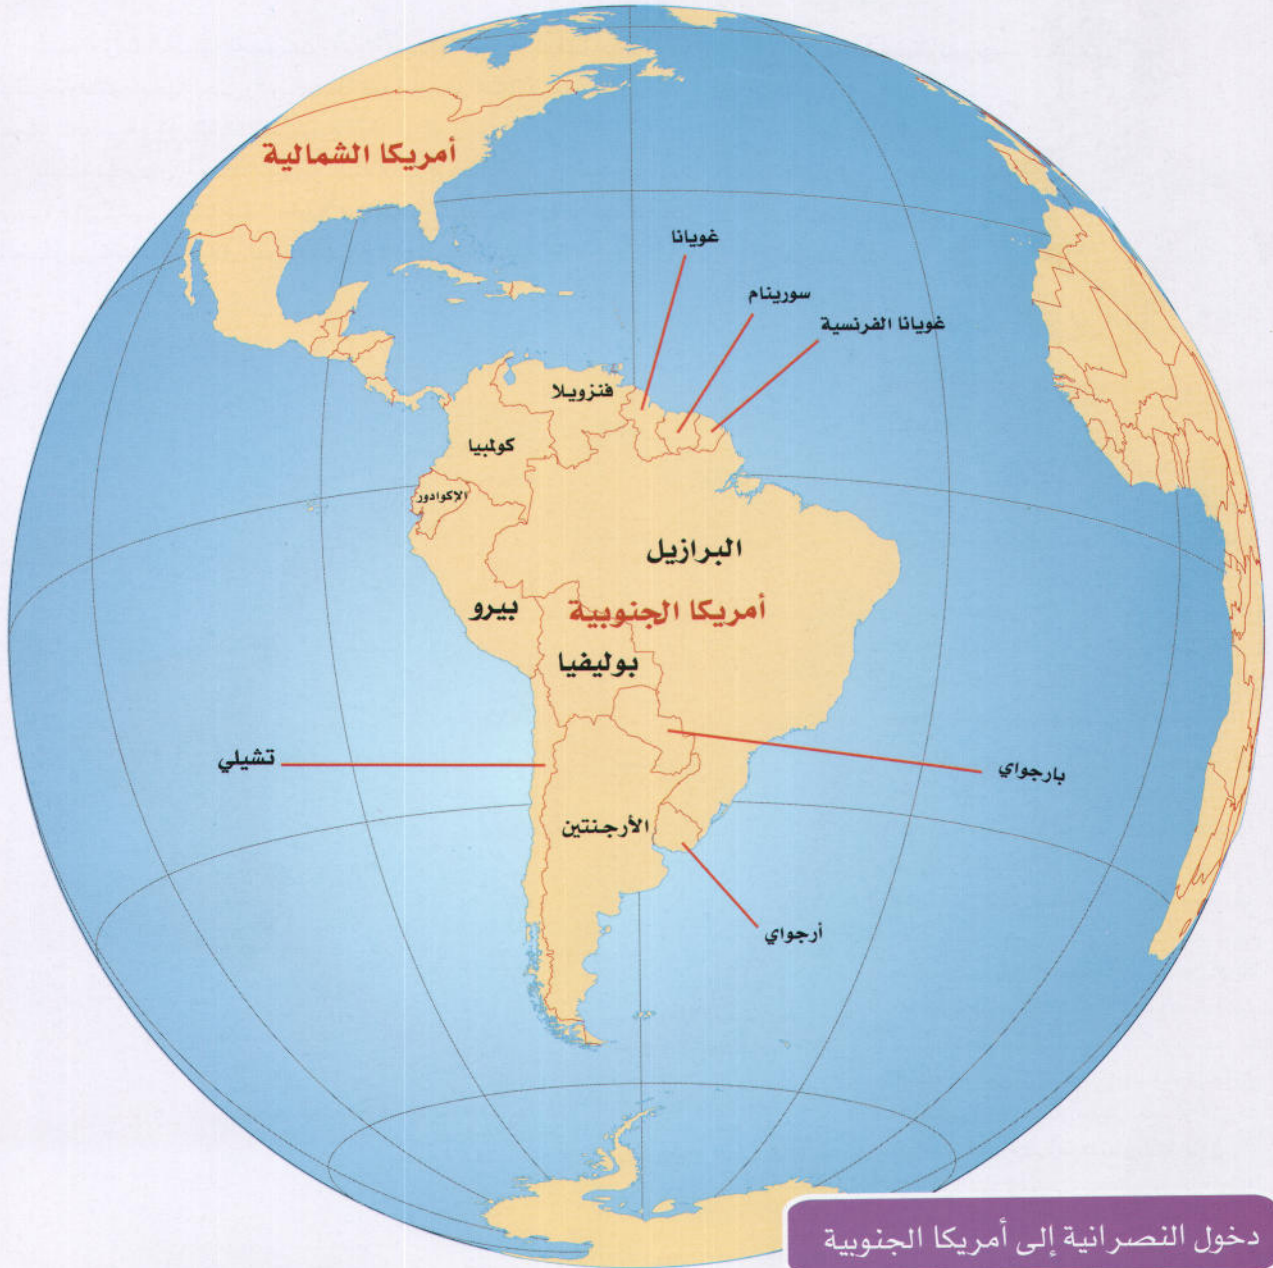 أمريكا الشمالية
غويانا
سورينام
غويانا الفرنسية
فنزويلا
كولمبيا
الإكوادور
البرازيل
أمريكا الجنوبية
بيرو
بوليفيا
تشيلي
بارجواي
الأرجنتين
أرجواي
دخول النصرانية إلى أمريكا الجنوبية